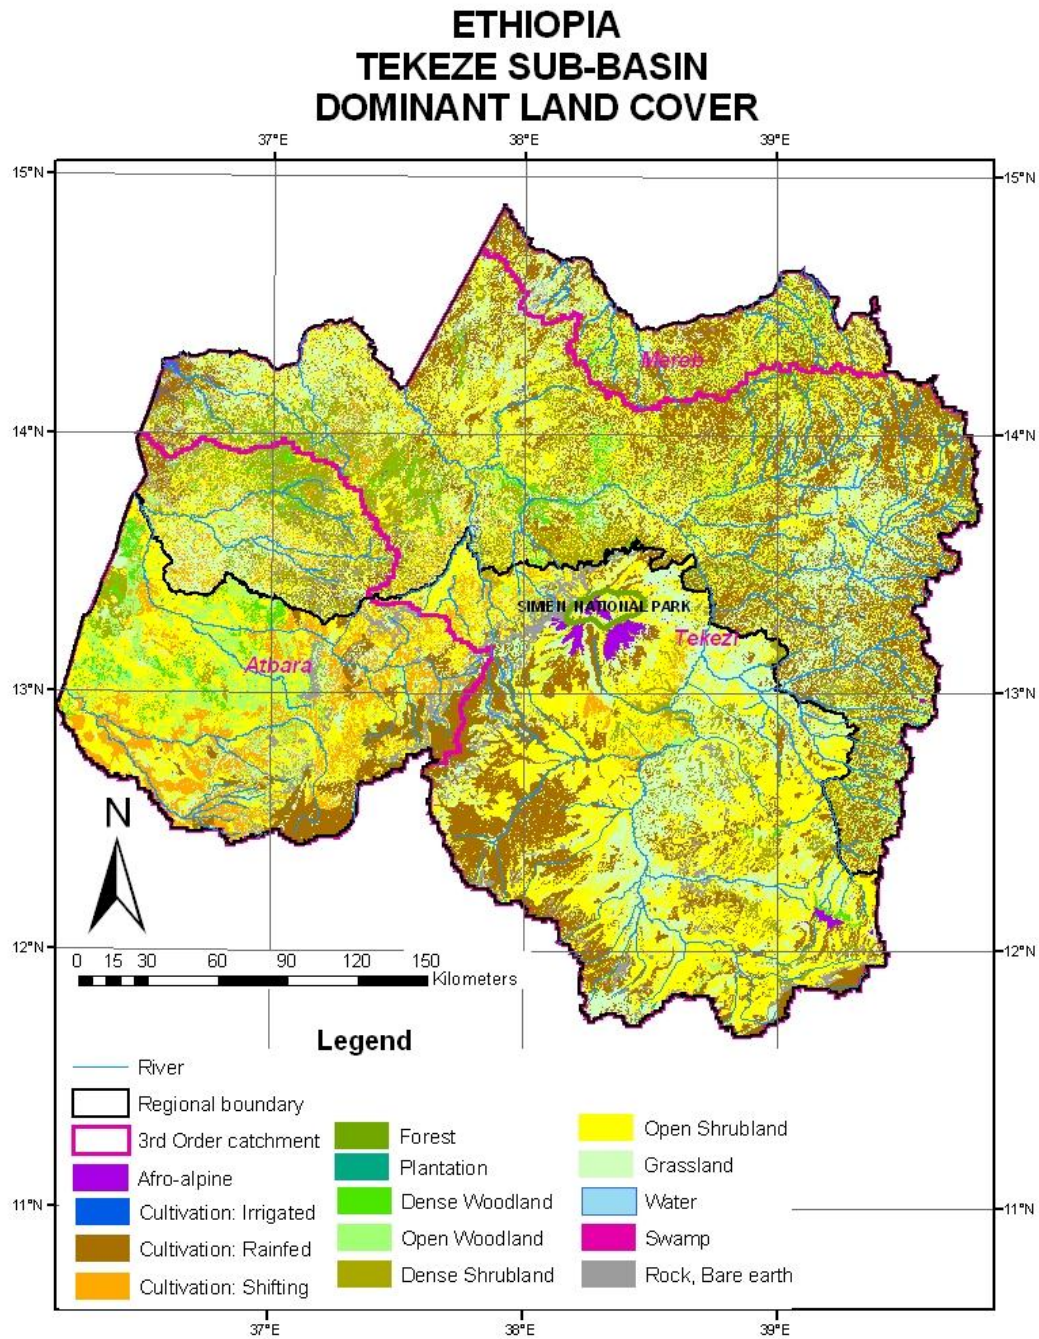 ETHIOPIA
TEKEZE SUB-BASIN
DOMINANT LAND COVER
37°E
38°E
39°E
15°N
15°N
Mereb
14°N
14°N
SIMEN NATIONAL PARK
Tekezi
Atbara
13°N
13°N
N
12°N
12°N
0 15 30 60 90 120 150
Kilometers
Legend
River
Regional boundary
3rd Order catchment
Afro-alpine
Cultivation: Irrigated
Cultivation: Rainfed
Cultivation: Shifting
Forest
Plantation
Dense Woodland
Open Woodland
Dense Shrubland
Open Shrubland
Grassland
Water
Swamp
Rock, Bare earth
11°N
11°N
37°E
38°E
39°E